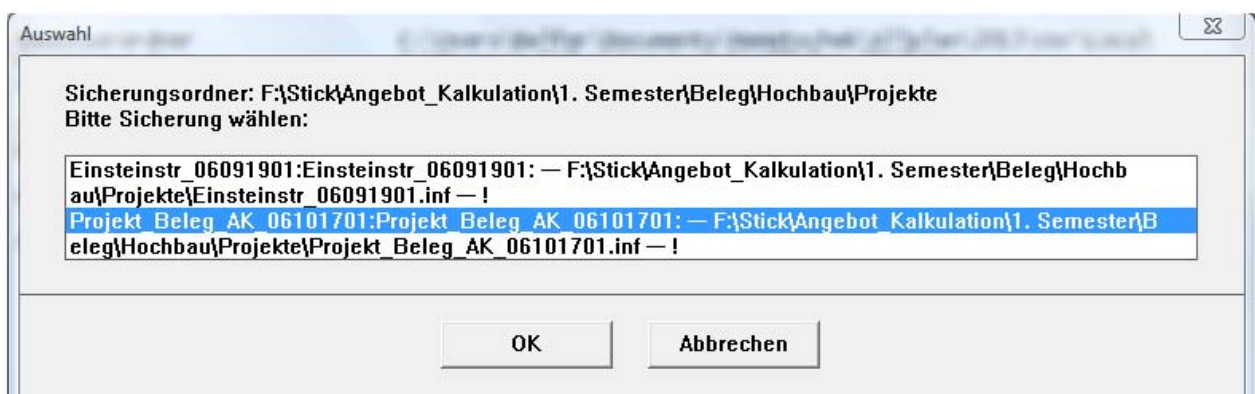 Auswahl
Sicherungsordner: F:\Stick\Angebot_Kalkulation\1. Semester\Beleg\Hochbau\Projekte
Bitte Sicherung wählen:
Einsteinstr_06091901:Einsteinstr_06091901: — F:\Stick\Angebot_Kalkulation\1. Semester\Beleg\Hochb
au\Projekte\Einsteinstr_06091901.inf — !
Projekt_Beleg_AK_06101701:Projekt_Beleg_AK_06101701: — F:\Stick\Angebot_Kalkulation\1. Semester\B
eleg\Hochbau\Projekte\Projekt_Beleg_AK_06101701.inf — !
OK Abbrechen